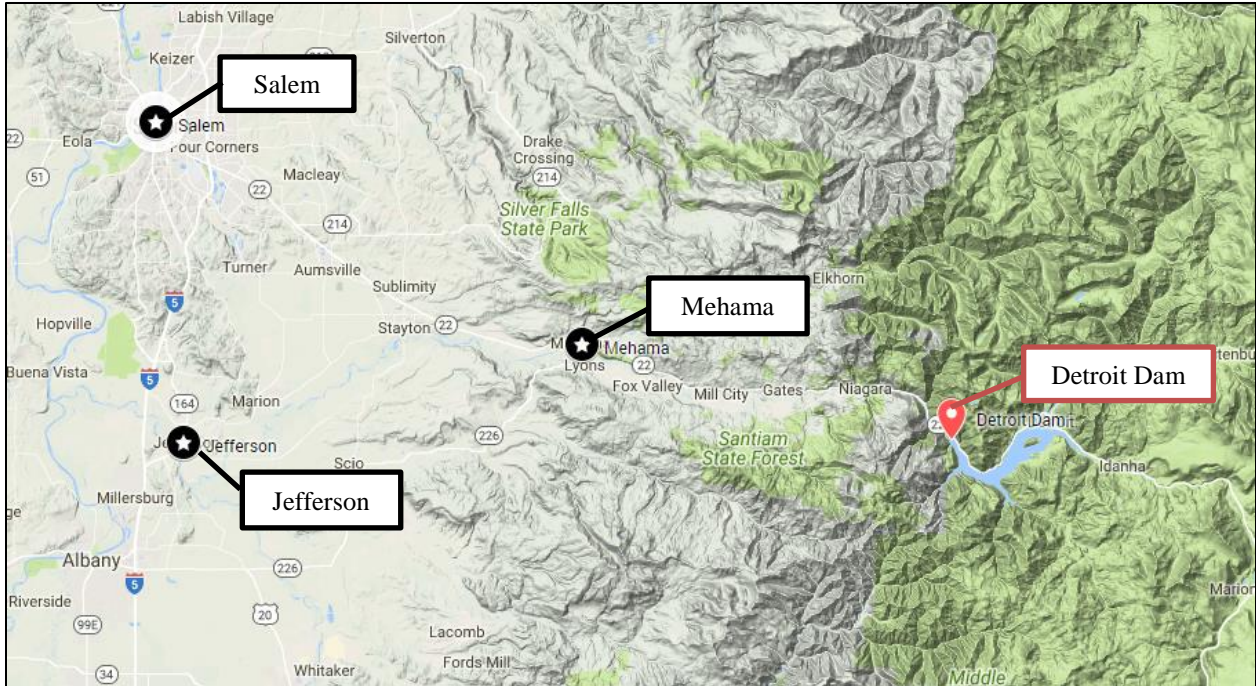 221
Labish Village
Silverton
Keizer
Salem
Salem
Eola
Four Corners
22
51
Macleay
22
214
Drake
Crossing
214
Silver Falls
State Park
Turner
Aumsville
Sublimity
Elkhorn
5
Hopville
Stayton
22
Mehama
Mehama
Lyons
22
Fox Valley
Mill City
Gates
Niagara
Detroit Dam
Buena Vista
5
164
Marion
Jefferson
226
Scio
Santiam
State Forest
Detroit Dam
Idanha
Jefferson
Millersburg
Albany
226
5
Riverside
20
99E
Marion
Lacomb
Fords Mill
Whitaker
34
Middle